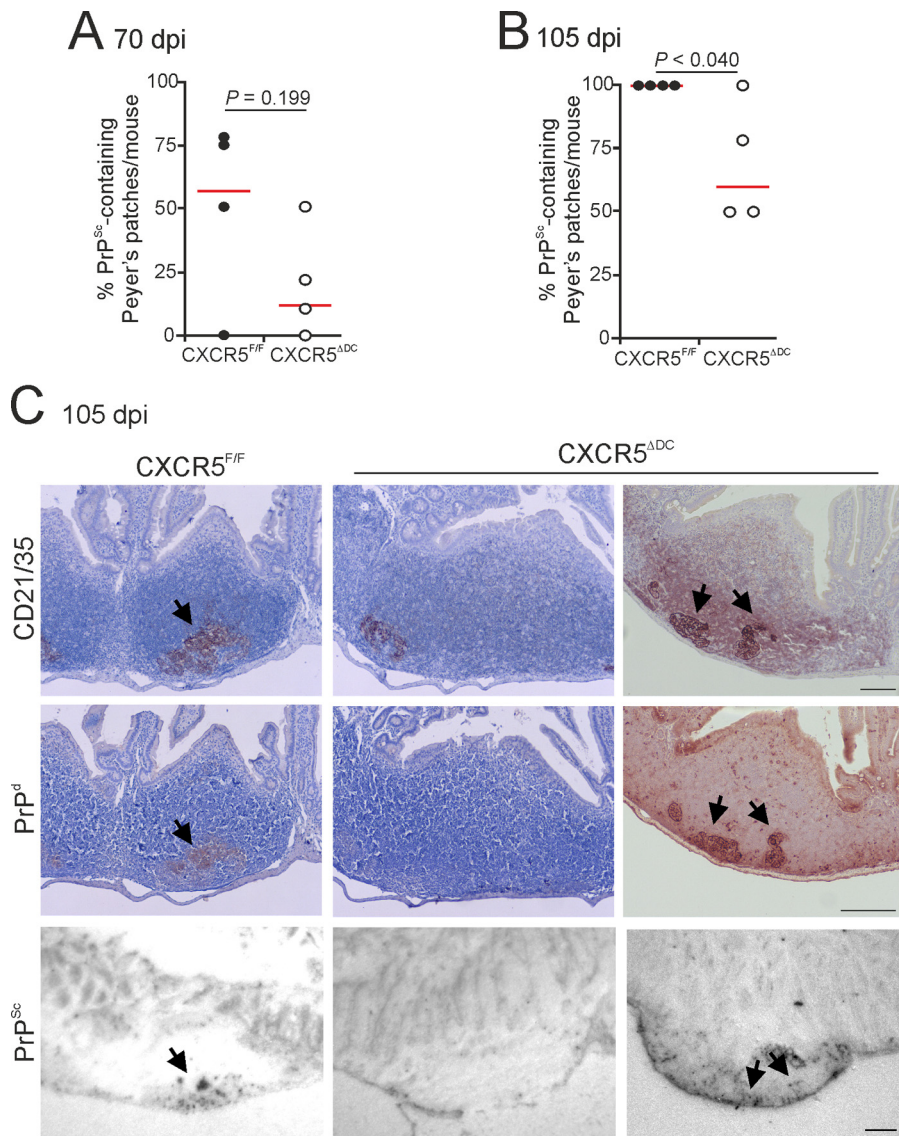 A 70 dpi
P = 0.199
100
75
50
25
0
% PrP^Sc-containing
Peyer's patches/mouse
CXCR5^F/F CXCR5^ΔDC
B 105 dpi
P < 0.040
100
75
50
25
0
% PrP^Sc-containing
Peyer's patches/mouse
CXCR5^F/F CXCR5^ΔDC
C 105 dpi
CXCR5^F/F CXCR5^ΔDC
CD21/35
PrP^d
PrP^Sc